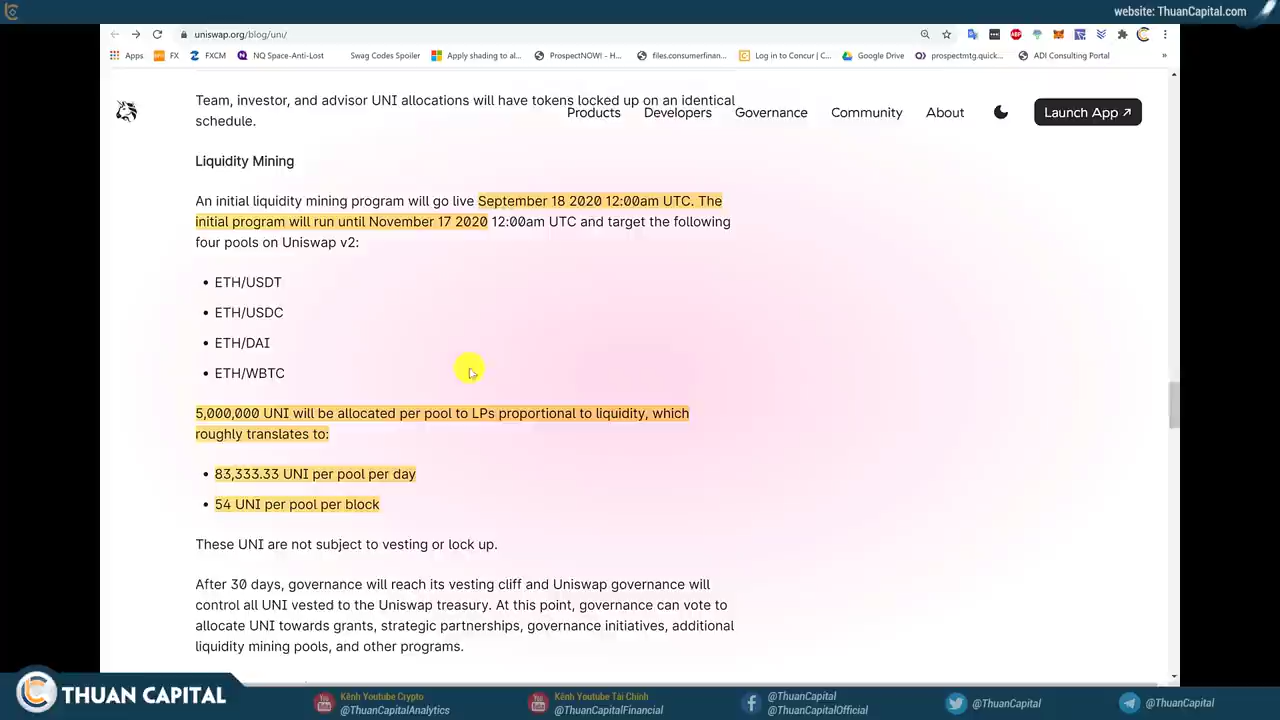 website: ThuanCapital.com
uniswap.org/blog/uni/
Apps FX FXCM NQ Space-Anti-Lost Swag Codes Spoiler Apply shading to al... ProspectNOW! - H... files.consumerfinan... Log in to Concur | C... Google Drive prospectmtg.quick... ADI Consulting Portal »
Products Developers Governance Community About Launch App ↗
Team, investor, and advisor UNI allocations will have tokens locked up on an identical
schedule.
Liquidity Mining
An initial liquidity mining program will go live September 18 2020 12:00am UTC. The
initial program will run until November 17 2020 12:00am UTC and target the following
four pools on Uniswap v2:
• ETH/USDT
• ETH/USDC
• ETH/DAI
• ETH/WBTC
5,000,000 UNI will be allocated per pool to LPs proportional to liquidity, which
roughly translates to:
• 83,333.33 UNI per pool per day
• 54 UNI per pool per block
These UNI are not subject to vesting or lock up.
After 30 days, governance will reach its vesting cliff and Uniswap governance will
control all UNI vested to the Uniswap treasury. At this point, governance can vote to
allocate UNI towards grants, strategic partnerships, governance initiatives, additional
liquidity mining pools, and other programs.
THUAN CAPITAL
Kênh Youtube Crypto
@ThuanCapitalAnalytics
Kênh Youtube Tài Chính
@ThuanCapitalFinancial
@ThuanCapital
@ThuanCapitalOfficial
@ThuanCapital
@ThuanCapital